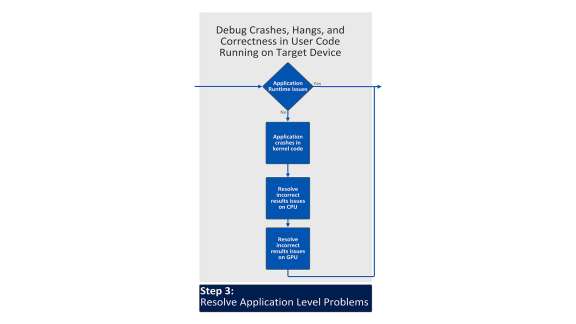 Debug Crashes, Hangs, and
Correctness in User Code
Running on Target Device
Application
Runtime issues
Yes
No
Application
crashes in
kernel code
Resolve
incorrect
results issues
on CPU
Resolve
incorrect
results issues
on GPU
Step 3:
Resolve Application Level Problems